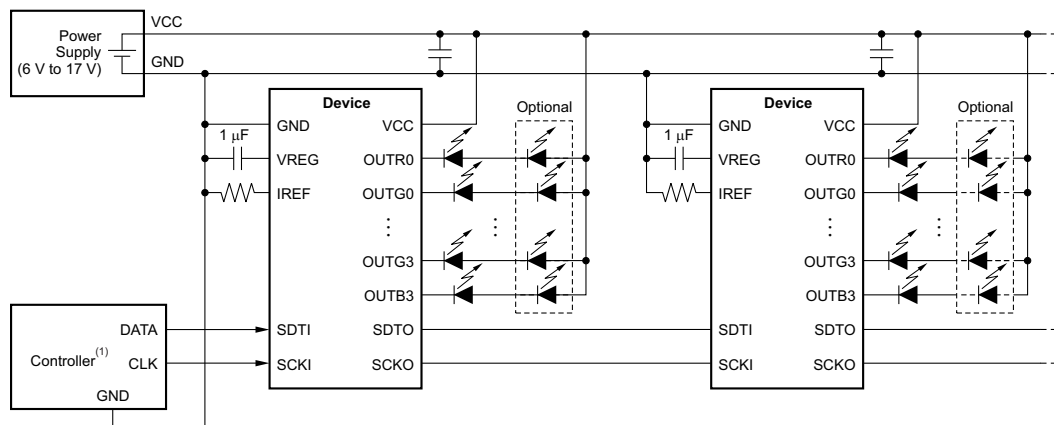 VCC
Power
Supply
(6 V to 17 V)
GND
Device
GND
VCC
Optional
1 μF
VREG
OUTR0
IREF
OUTG0
OUTG3
OUTB3
SDTI
SDTO
SCKI
SCKO
Device
GND
VCC
Optional
1 μF
VREG
OUTR0
IREF
OUTG0
OUTG3
OUTB3
SDTI
SDTO
SCKI
SCKO
DATA
Controller(1)
CLK
GND